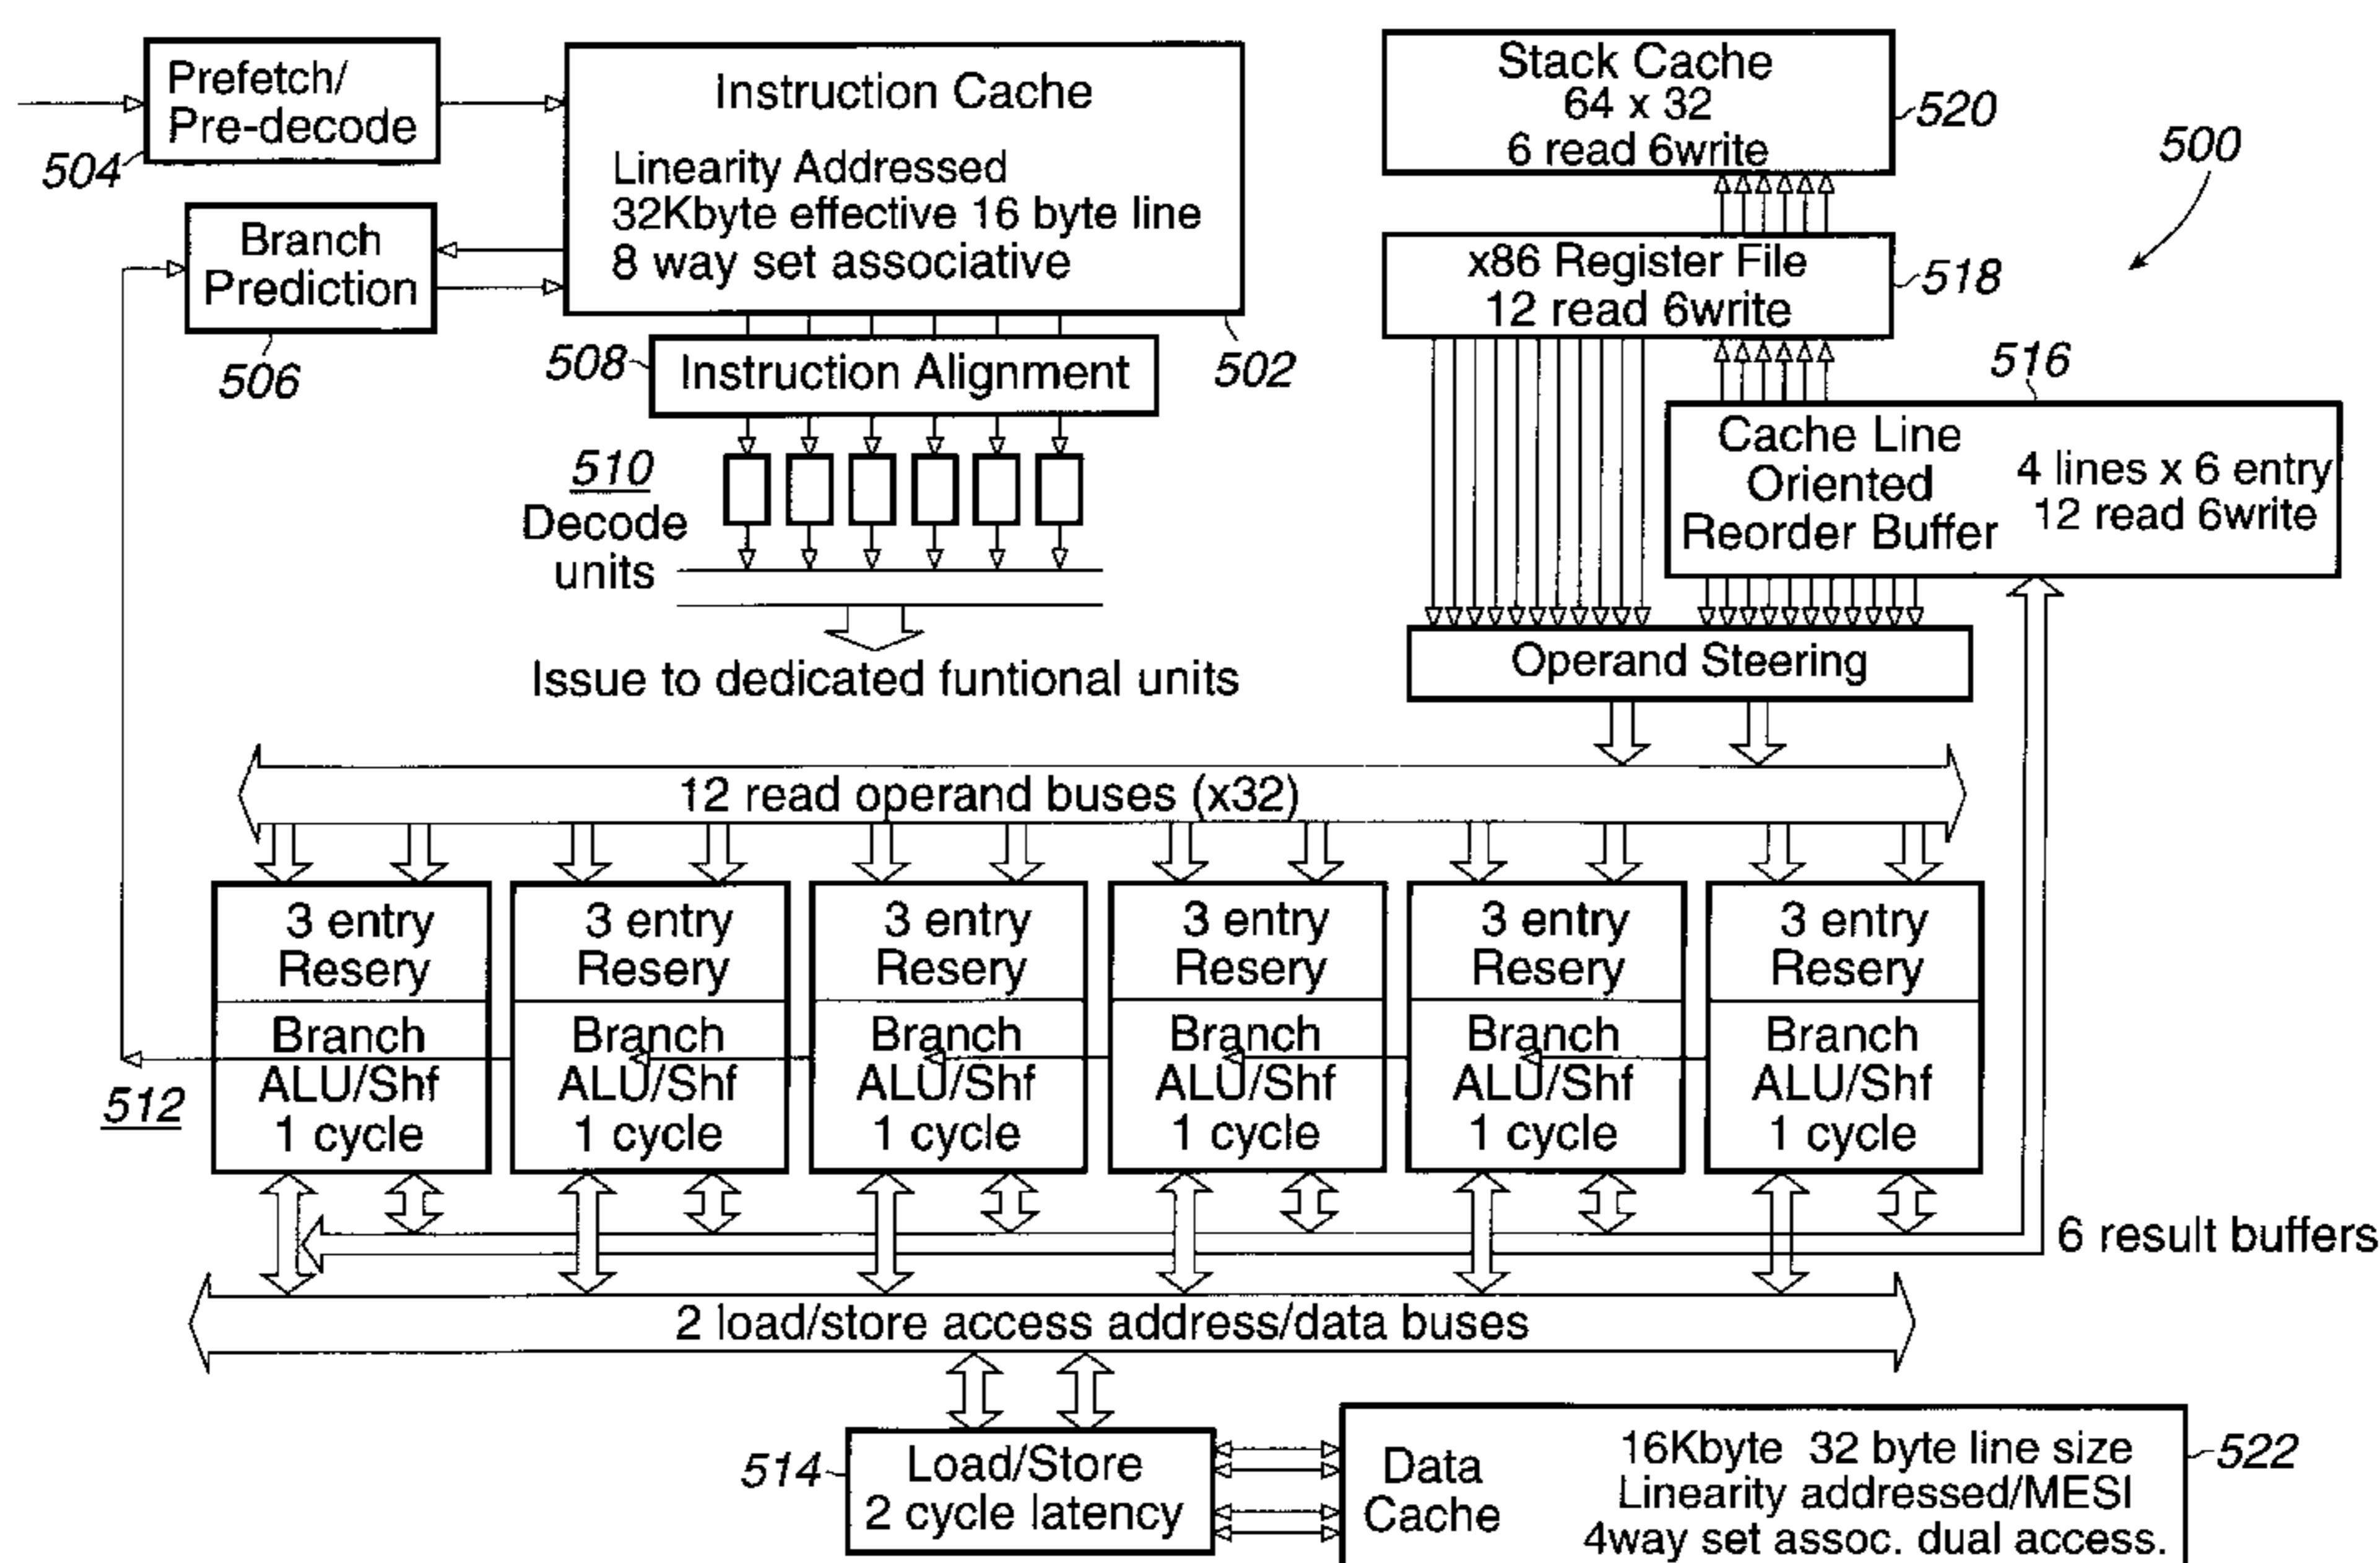 Prefetch/
Pre-decode
504
Instruction Cache
Linearity Addressed
32Kbyte effective 16 byte line
8 way set associative
502
Branch
Prediction
506
508
Instruction Alignment
510
Decode
units
Issue to dedicated funtional units
Stack Cache
64 x 32
6 read 6write
520
500
x86 Register File
12 read 6write
518
516
Cache Line
Oriented
Reorder Buffer
4 lines x 6 entry
12 read 6write
Operand Steering
12 read operand buses (x32)
3 entry
Resery
Branch
ALU/Shf
1 cycle
3 entry
Resery
Branch
ALU/Shf
1 cycle
3 entry
Resery
Branch
ALU/Shf
1 cycle
3 entry
Resery
Branch
ALU/Shf
1 cycle
3 entry
Resery
Branch
ALU/Shf
1 cycle
3 entry
Resery
Branch
ALU/Shf
1 cycle
512
6 result buffers
2 load/store access address/data buses
514
Load/Store
2 cycle latency
Data
Cache
16Kbyte 32 byte line size
Linearity addressed/MESI
4way set assoc. dual access.
522